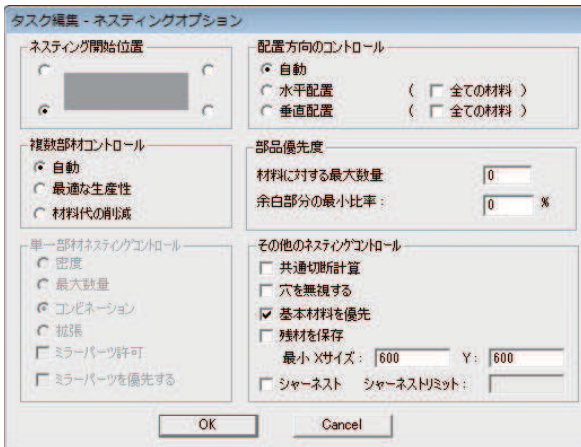 タスク編集 - ネスティングオプション
ネスティング開始位置
配置方向のコントロール
自動
水平配置 ( 全ての材料 )
垂直配置 ( 全ての材料 )
複数部材コントロール
自動
最適な生産性
材料代の削減
部品優先度
材料に対する最大数量 0
余白部分の最小比率： 0 %
単一部材ネスティングコントロール
密度
最大数量
コンビネーション
拡張
ミラーパーツ許可
ミラーパーツを優先する
その他のネスティングコントロール
共通切断計算
穴を無視する
基本材料を優先
残材を保存
最小 Xサイズ： 600 Y： 600
シャーネスト シャーネストリミット：
OK Cancel